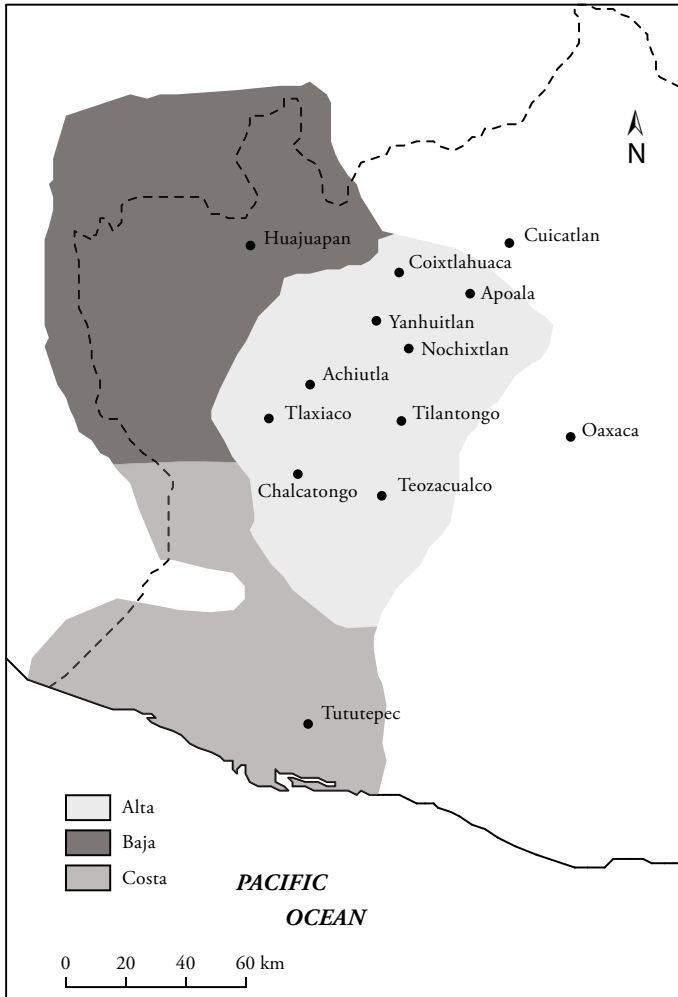 N
Cuicatlan
Huajuapan
Coixtlahuaca
Apoala
Yanhuitlan
Nochixtlan
Achiutla
Tlaxiaco
Tilantongo
Oaxaca
Chalcatongo
Teozacualco
Tututepec
Alta
Baja
Costa
PACIFIC
OCEAN
0 20 40 60 km